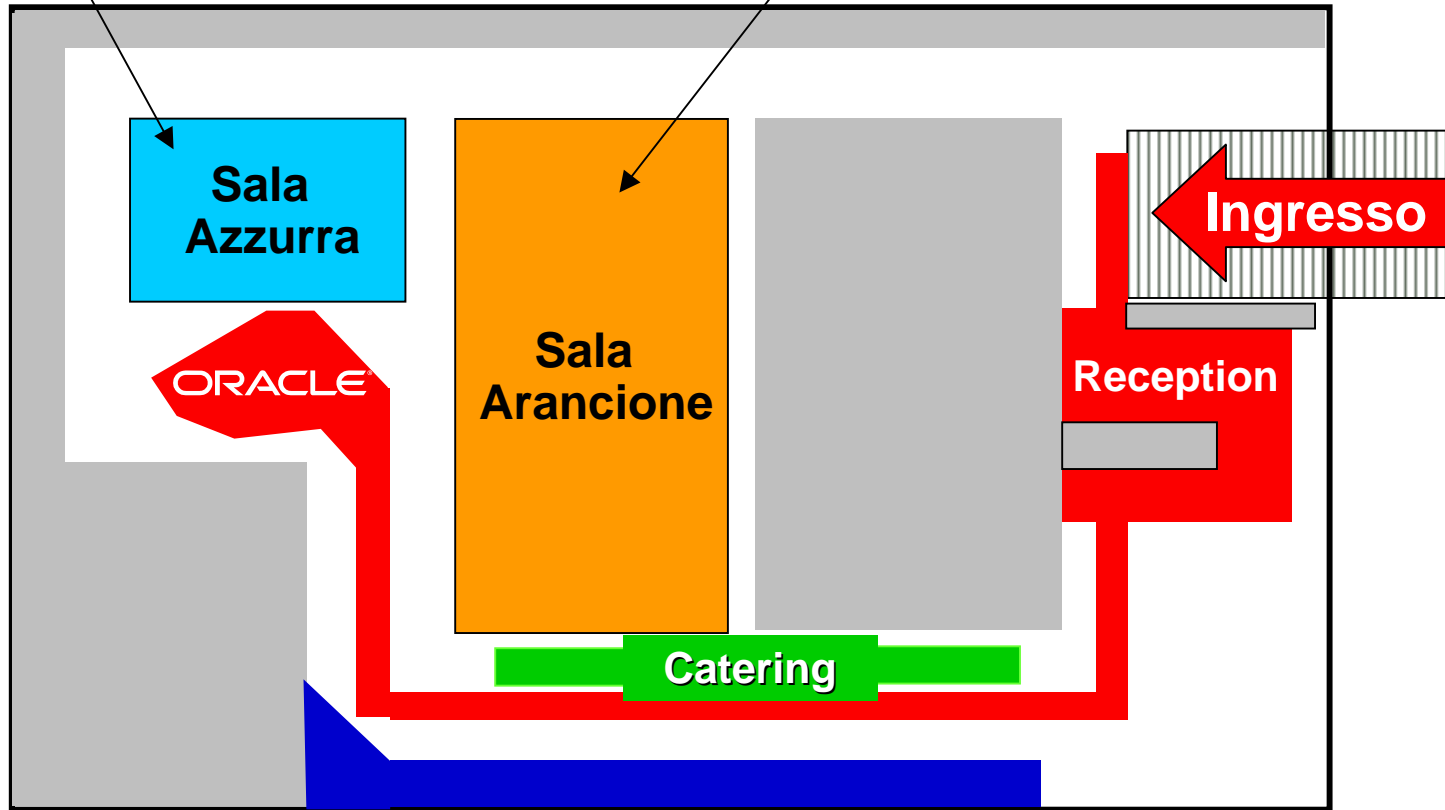 Sala
Azzurra
Ingresso
Sala
Arancione
Reception
ORACLE®
Catering